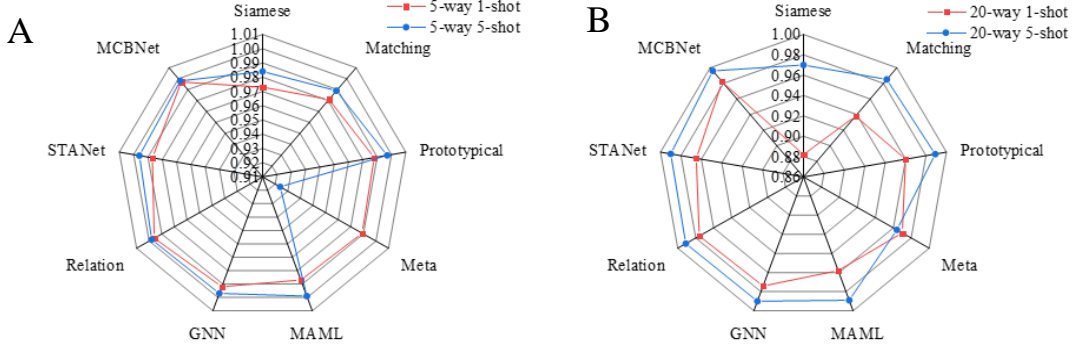 A
Siamese
5-way 1-shot
5-way 5-shot
MCBNet
Matching
1.01
1.00
0.99
0.98
0.97
0.96
0.95
0.94
0.93
0.92
0.91
STANet
Prototypical
Relation
Meta
GNN
MAML
B
Siamese
20-way 1-shot
20-way 5-shot
MCBNet
Matching
1.00
0.98
0.96
0.94
0.92
0.90
0.88
0.86
STANet
Prototypical
Relation
Meta
GNN
MAML